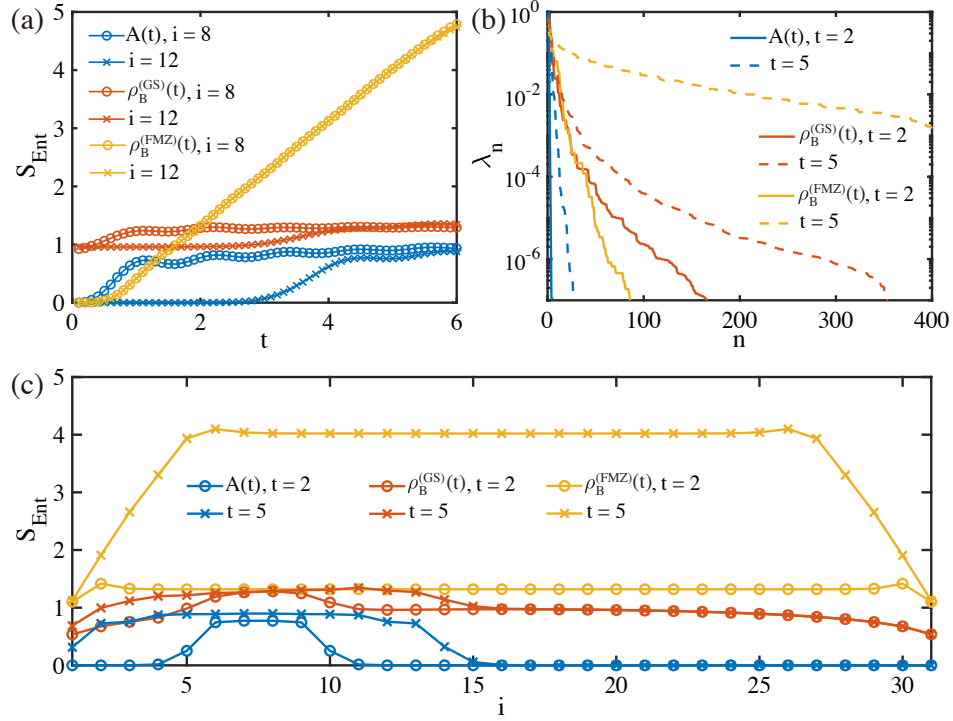 (a)
5
4
3
2
1
0
S_Ent
A(t), i = 8
i = 12
ρ_B^(GS)(t), i = 8
i = 12
ρ_B^(FMZ)(t), i = 8
i = 12
0 2 4 6
t
(b)
10^0
10^-2
10^-4
10^-6
λ_n
A(t), t = 2
t = 5
ρ_B^(GS)(t), t = 2
t = 5
ρ_B^(FMZ)(t), t = 2
t = 5
0 100 200 300 400
n
(c)
5
4
3
2
1
0
S_Ent
A(t), t = 2
t = 5
ρ_B^(GS)(t), t = 2
t = 5
ρ_B^(FMZ)(t), t = 2
t = 5
5 10 15 20 25 30
i